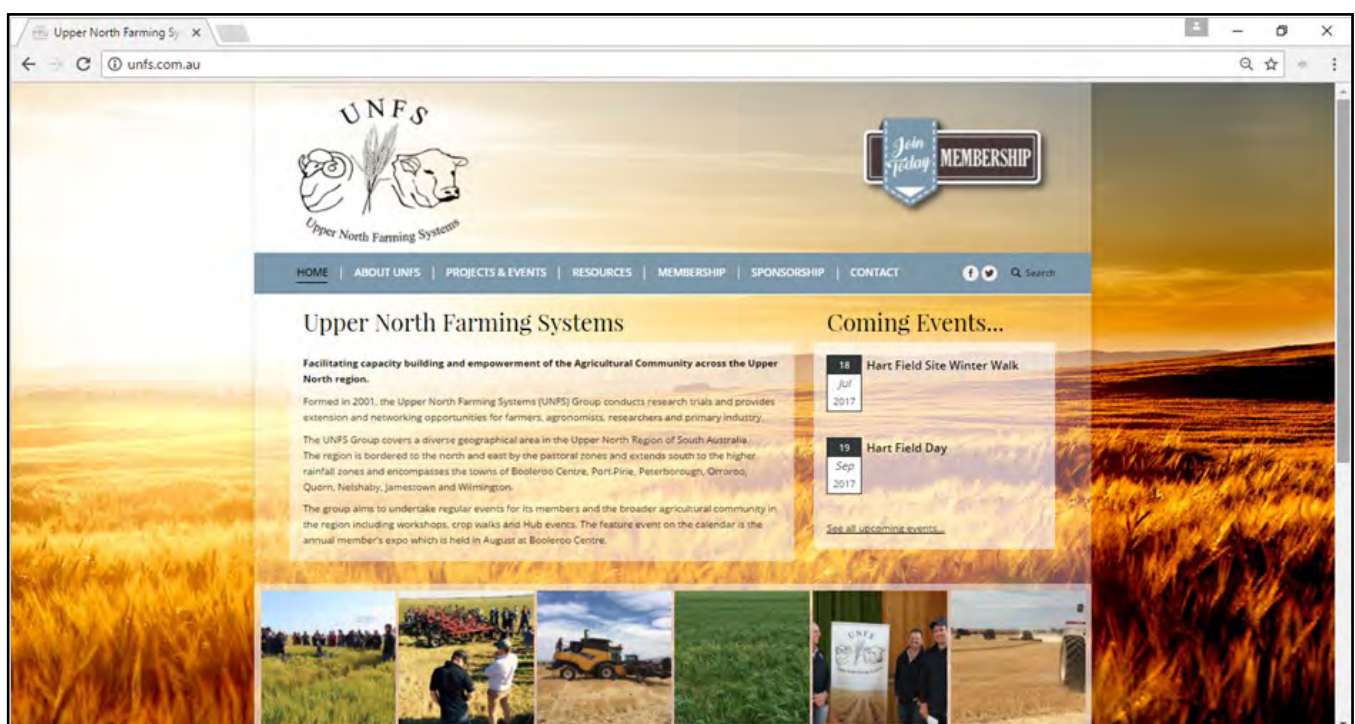 Upper North Farming Sy
unfs.com.au
UNFS
Upper North Farming Systems
Join
Today
MEMBERSHIP
HOME | ABOUT UNFS | PROJECTS & EVENTS | RESOURCES | MEMBERSHIP | SPONSORSHIP | CONTACT
Search
Upper North Farming Systems
Facilitating capacity building and empowerment of the Agricultural Community across the Upper
North region.
Formed in 2001, the Upper North Farming Systems (UNFS) Group conducts research trials and provides
extension and networking opportunities for farmers, agronomists, researchers and primary industry.
The UNFS Group covers a diverse geographical area in the Upper North Region of South Australia.
The region is bordered to the north and east by the pastoral zones and extends south to the higher
rainfall zones and encompasses the towns of Booleroo Centre, Port Pirie, Peterborough, Orroroo,
Quorn, Nelshaby, Jamestown and Wilmington.
The group aims to undertake regular events for its members and the broader agricultural community in
the region including workshops, crop walks and Hub events. The feature event on the calendar is the
annual member's expo which is held in August at Booleroo Centre.
Coming Events...
18
Jul
2017
Hart Field Site Winter Walk
19
Sep
2017
Hart Field Day
See all upcoming events...
UNFS